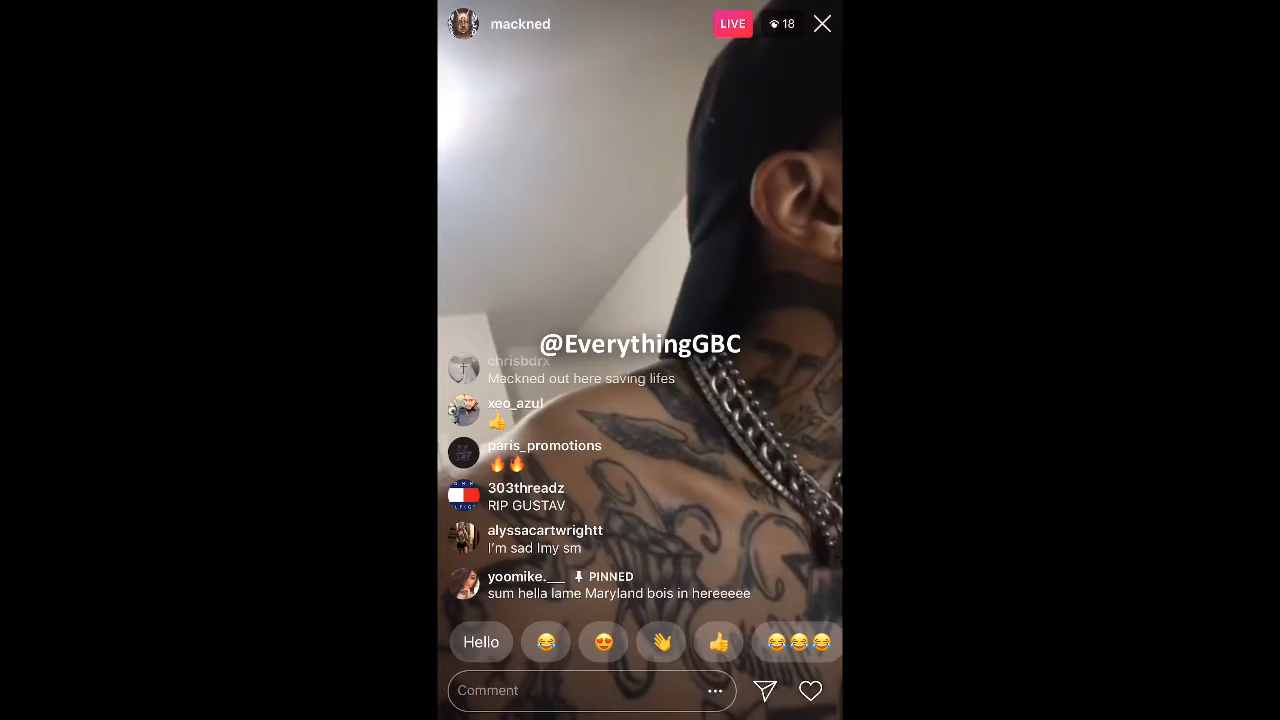 mackned
LIVE
18
@EverythingGBC
chrisbdrx
Mackned out here saving lifes
xeo_azul
👍
paris_promotions
🔥🔥
303threadz
RIP GUSTAV
alyssacartwrightt
I'm sad lmy sm
yoomike.___ PINNED
sum hella lame Maryland bois in hereeeee
Hello 😂 😍 👋 👍 😂😂😂
Comment